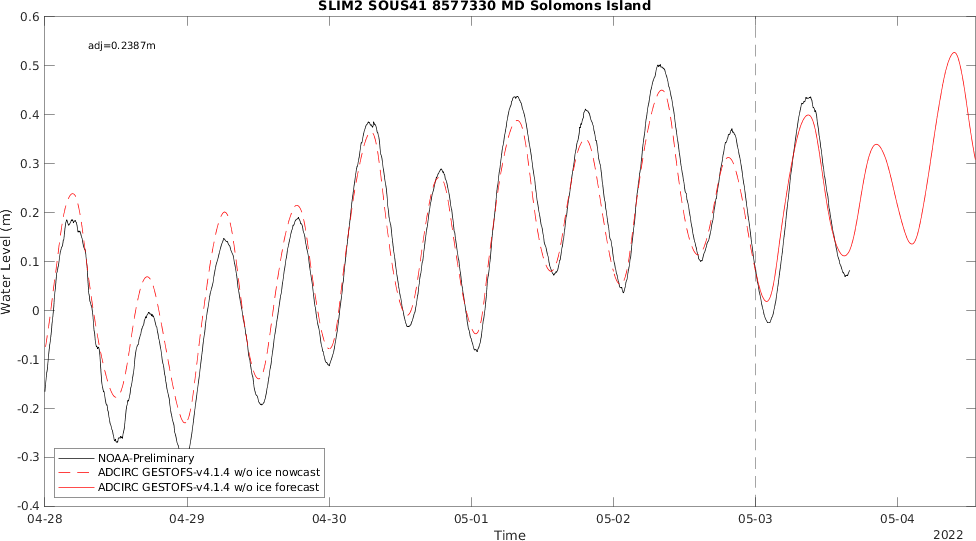 SLIM2 SOUS41 8577330 MD Solomons Island
adj=0.2387m
0.6
0.5
0.4
0.3
0.2
0.1
0
-0.1
-0.2
-0.3
-0.4
Water Level (m)
NOAA-Preliminary
ADCIRC GESTOFS-v4.1.4 w/o ice nowcast
ADCIRC GESTOFS-v4.1.4 w/o ice forecast
04-28 04-29 04-30 05-01 05-02 05-03 05-04
Time
2022